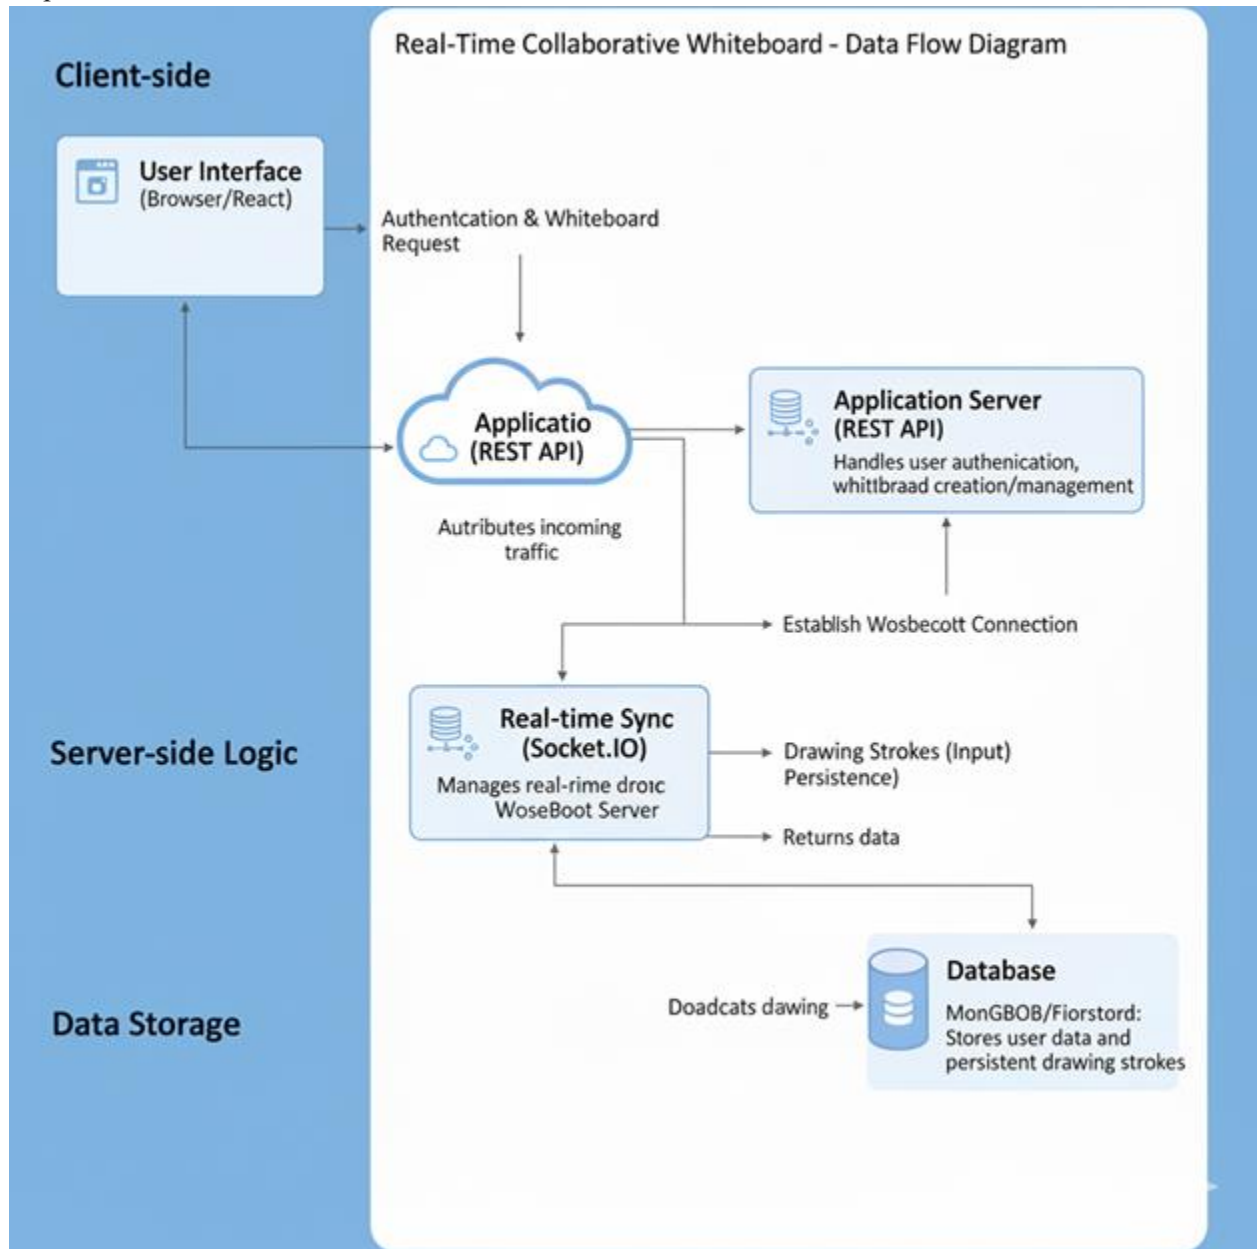 Real-Time Collaborative Whiteboard - Data Flow Diagram
Client-side
User Interface
(Browser/React)
Authentcation & Whiteboard
Request
Applicatio
(REST API)
Application Server
(REST API)
Handles user authenication,
whittbraad creation/management
Autributes incoming
traffic
Establish Wosbecott Connection
Server-side Logic
Real-time Sync
(Socket.IO)
Manages real-rime
WoseBoot Server
Drawing Strokes (Input)
Persistence)
Returns data
Data Storage
Doadcats dawing
Database
MonGBOB/Fiorstord:
Stores user data and
persistent drawing strokes